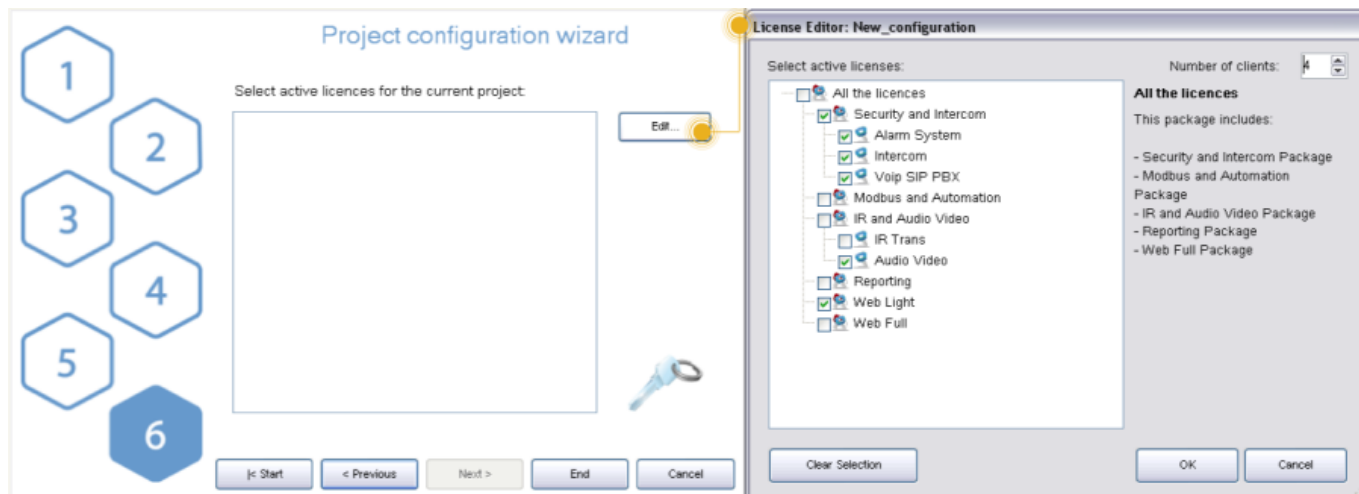 Project configuration wizard
1
2
3
4
5
6
Select active licences for the current project:
Edit...
|< Start
< Previous
Next >
End
Cancel
License Editor: New_configuration
Select active licenses:
Number of clients: 4
All the licences
Security and Intercom
Alarm System
Intercom
Voip SIP PBX
Modbus and Automation
IR and Audio Video
IR Trans
Audio Video
Reporting
Web Light
Web Full
All the licences
This package includes:
- Security and Intercom Package
- Modbus and Automation
Package
- IR and Audio Video Package
- Reporting Package
- Web Full Package
Clear Selection
OK
Cancel